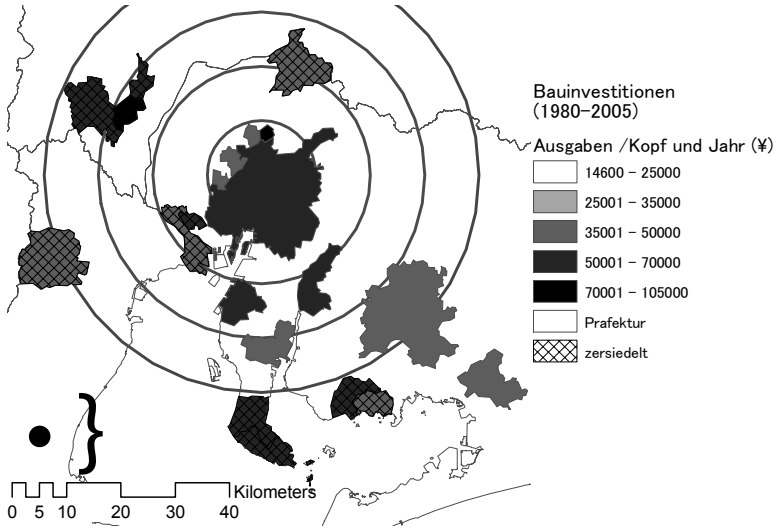 Bauinvestitionen
(1980-2005)
Ausgaben /Kopf und Jahr (¥)
14600 - 25000
25001 - 35000
35001 - 50000
50001 - 70000
70001 - 105000
Prafektur
zersiedelt
Kilometers
0 5 10 20 30 40